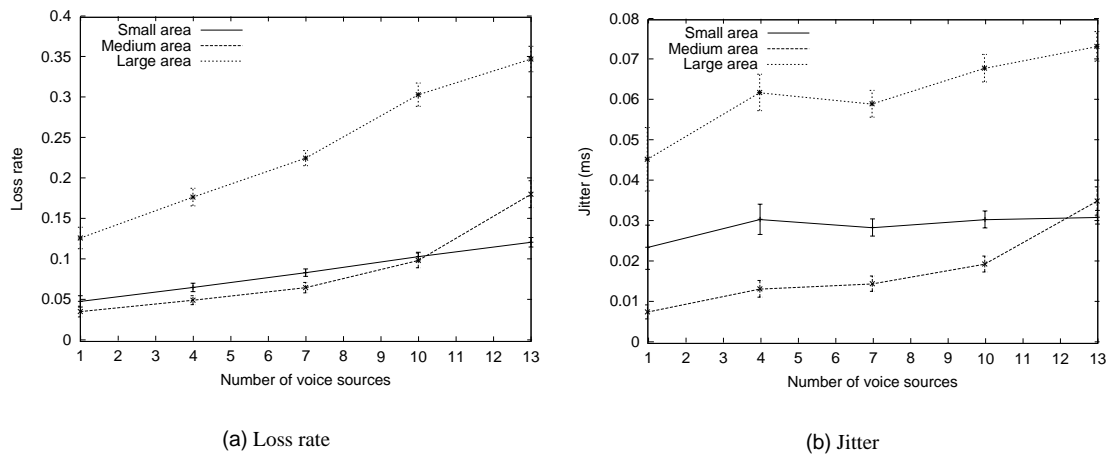 0.4
0.35
0.3
0.25
0.2
0.15
0.1
0.05
0
Loss rate
Small area
Medium area
Large area
1 2 3 4 5 6 7 8 9 10 11 12 13
Number of voice sources
(a) Loss rate
0.08
0.07
0.06
0.05
0.04
0.03
0.02
0.01
0
Jitter (ms)
Small area
Medium area
Large area
1 2 3 4 5 6 7 8 9 10 11 12 13
Number of voice sources
(b) Jitter